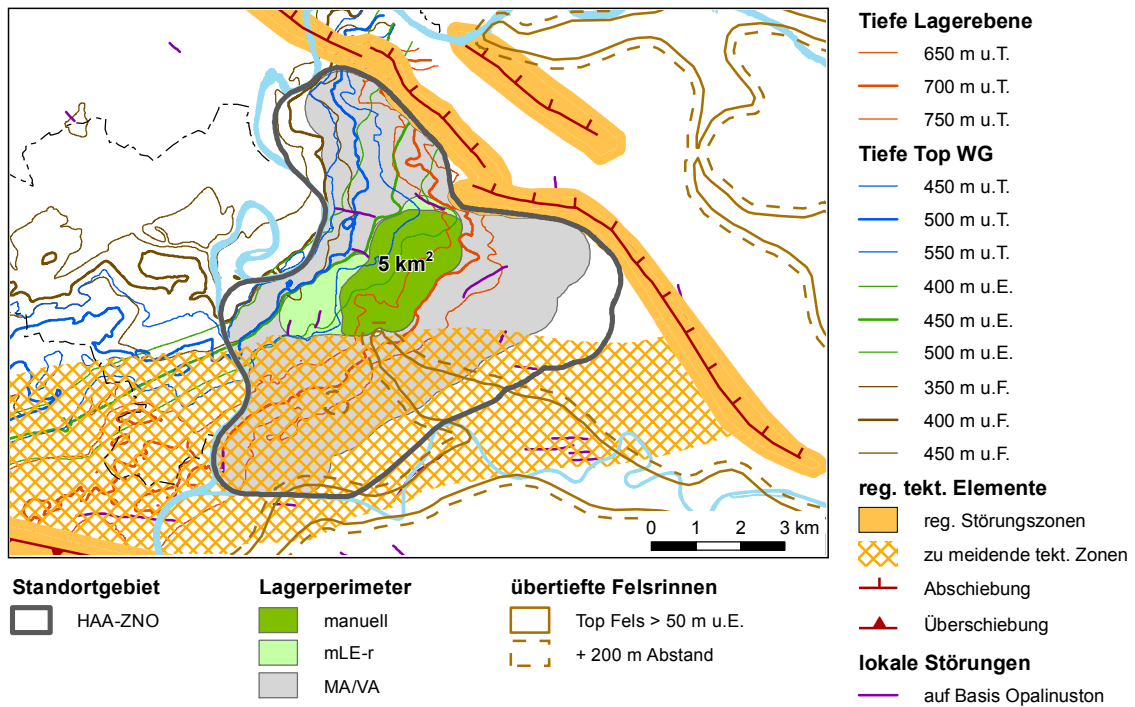 5 km²
0 1 2 3 km
Standortgebiet
HAA-ZNO
Lagerperimeter
manuell
mLE-r
MA/VA
übertiefte Felsrinnen
Top Fels > 50 m u.E.
+ 200 m Abstand
Tiefe Lagerebene
650 m u.T.
700 m u.T.
750 m u.T.
Tiefe Top WG
450 m u.T.
500 m u.T.
550 m u.T.
400 m u.E.
450 m u.E.
500 m u.E.
350 m u.F.
400 m u.F.
450 m u.F.
reg. tekt. Elemente
reg. Störungszonen
zu meidende tekt. Zonen
Abschiebung
Überschiebung
lokale Störungen
auf Basis Opalinuston